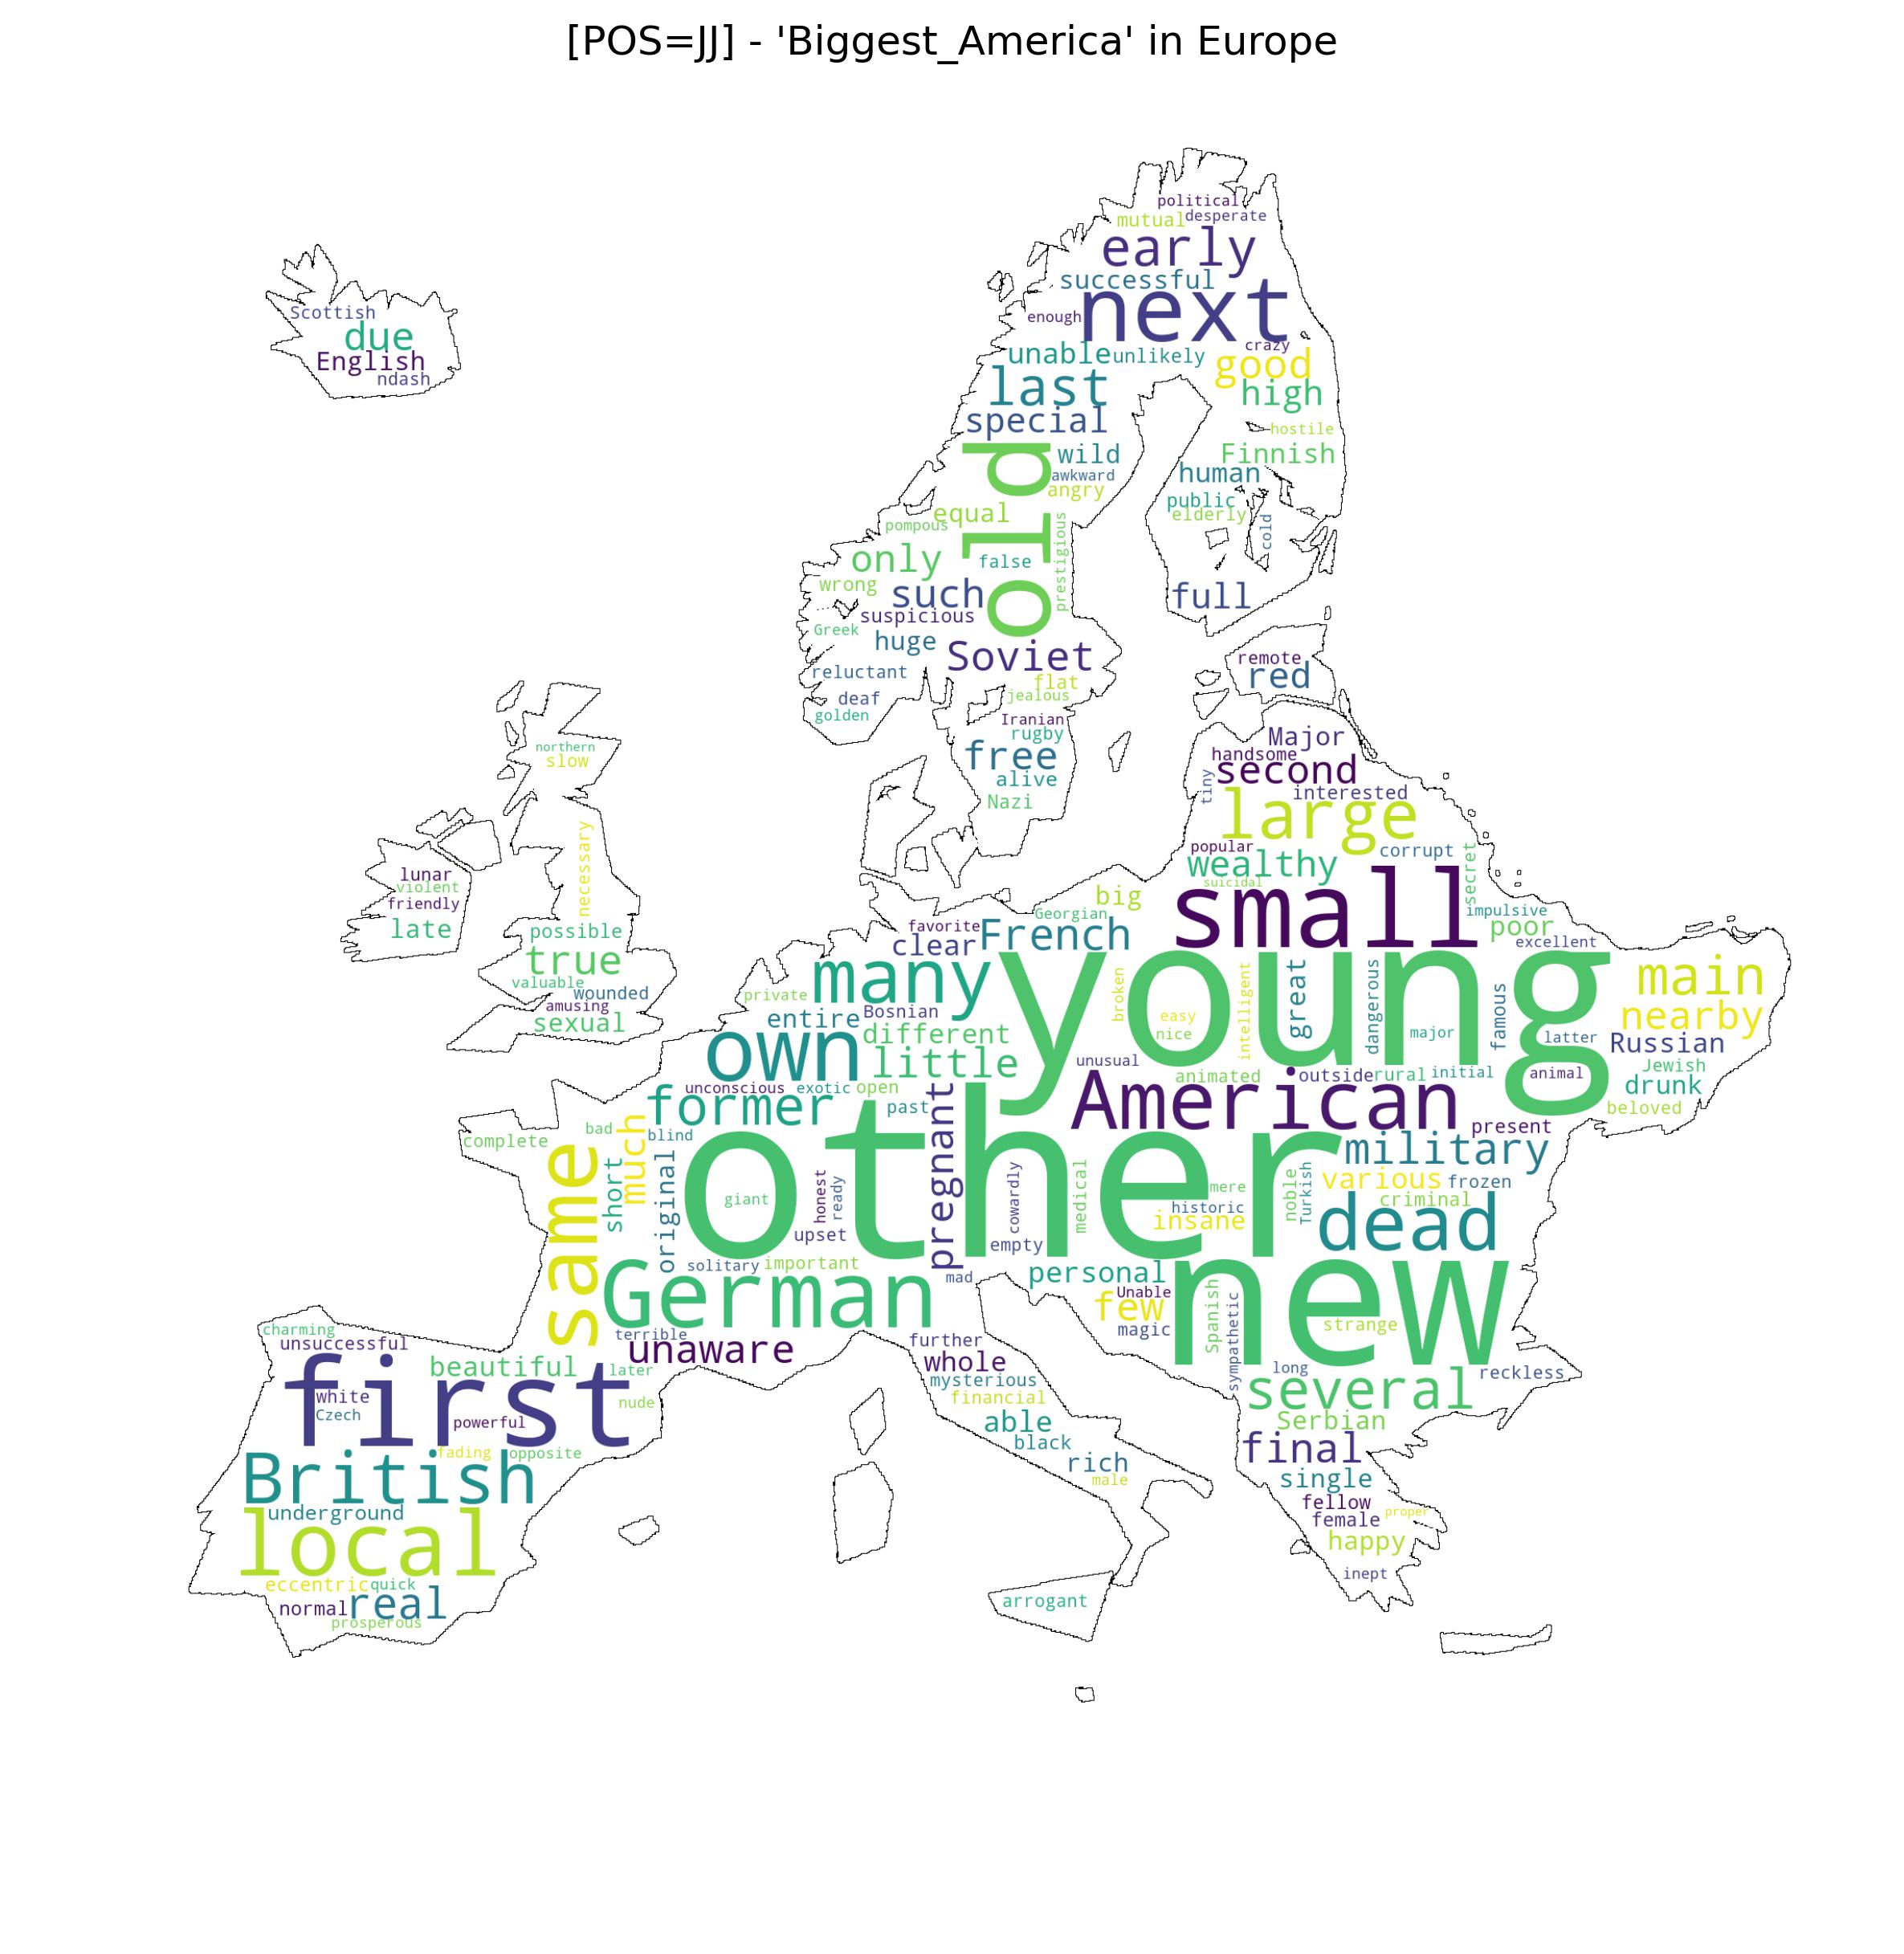 [POS=JJ] - 'Biggest_America' in Europe
political
mutual desperate
early
successful
next
enough
crazy
unable unlikely good
last high
special
hostile
old
wild Finnish
awkward human
angry
public
equal elderly
pompous cold
prestigious
only false
wrong
such full
suspicious
Greek
huge
Soviet
remote
reluctant red
flat
deaf jealous
golden
Iranian
rugby
free
alive
Nazi
Scottish
due
English
ndash
northern
slow
necessary
lunar
violent
friendly
late
possible
true
valuable
wounded
amusing
sexual
Major
handsome
second
tiny interested
large
popular corrupt
wealthy secret
suicidal
big small
Georgian impulsive
poor
favorite excellent
clear French
many young main
private broken intelligent great dangerous famous nearby
entire Bosnian easy
different nice major latter Russian
own little unusual animal Jewish
animated outside rural initial drunk
unconscious exotic open beloved
former past American present
bad blind much pregnant military
complete other
same short original noble Turkish various frozen
giant honest ready cowardly medical mere criminal
historic
upset empty insane dead
solitary important
German mad personal new
Unable
few Spanish sympathetic strange
magic
terrible
unaware further
whole long reckless
later mysterious several
financial Serbian
nude able final
black
rich single
male
fellow proper
female
happy
inept
arrogant
charming
unsuccessful
beautiful
first
white
Czech powerful
fading opposite
British
underground
local
eccentric quick
normal real
prosperous